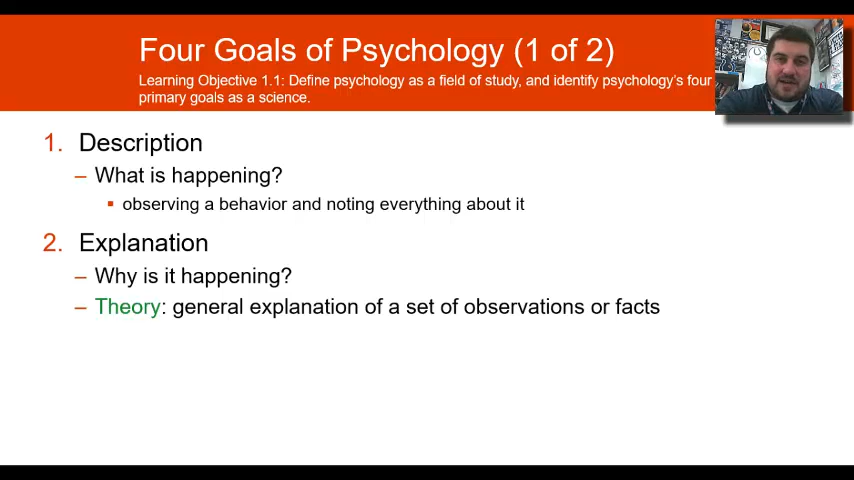 Four Goals of Psychology (1 of 2)
Learning Objective 1.1: Define psychology as a field of study, and identify psychology's four
primary goals as a science.
1. Description
– What is happening?
▪ observing a behavior and noting everything about it
2. Explanation
– Why is it happening?
– Theory: general explanation of a set of observations or facts